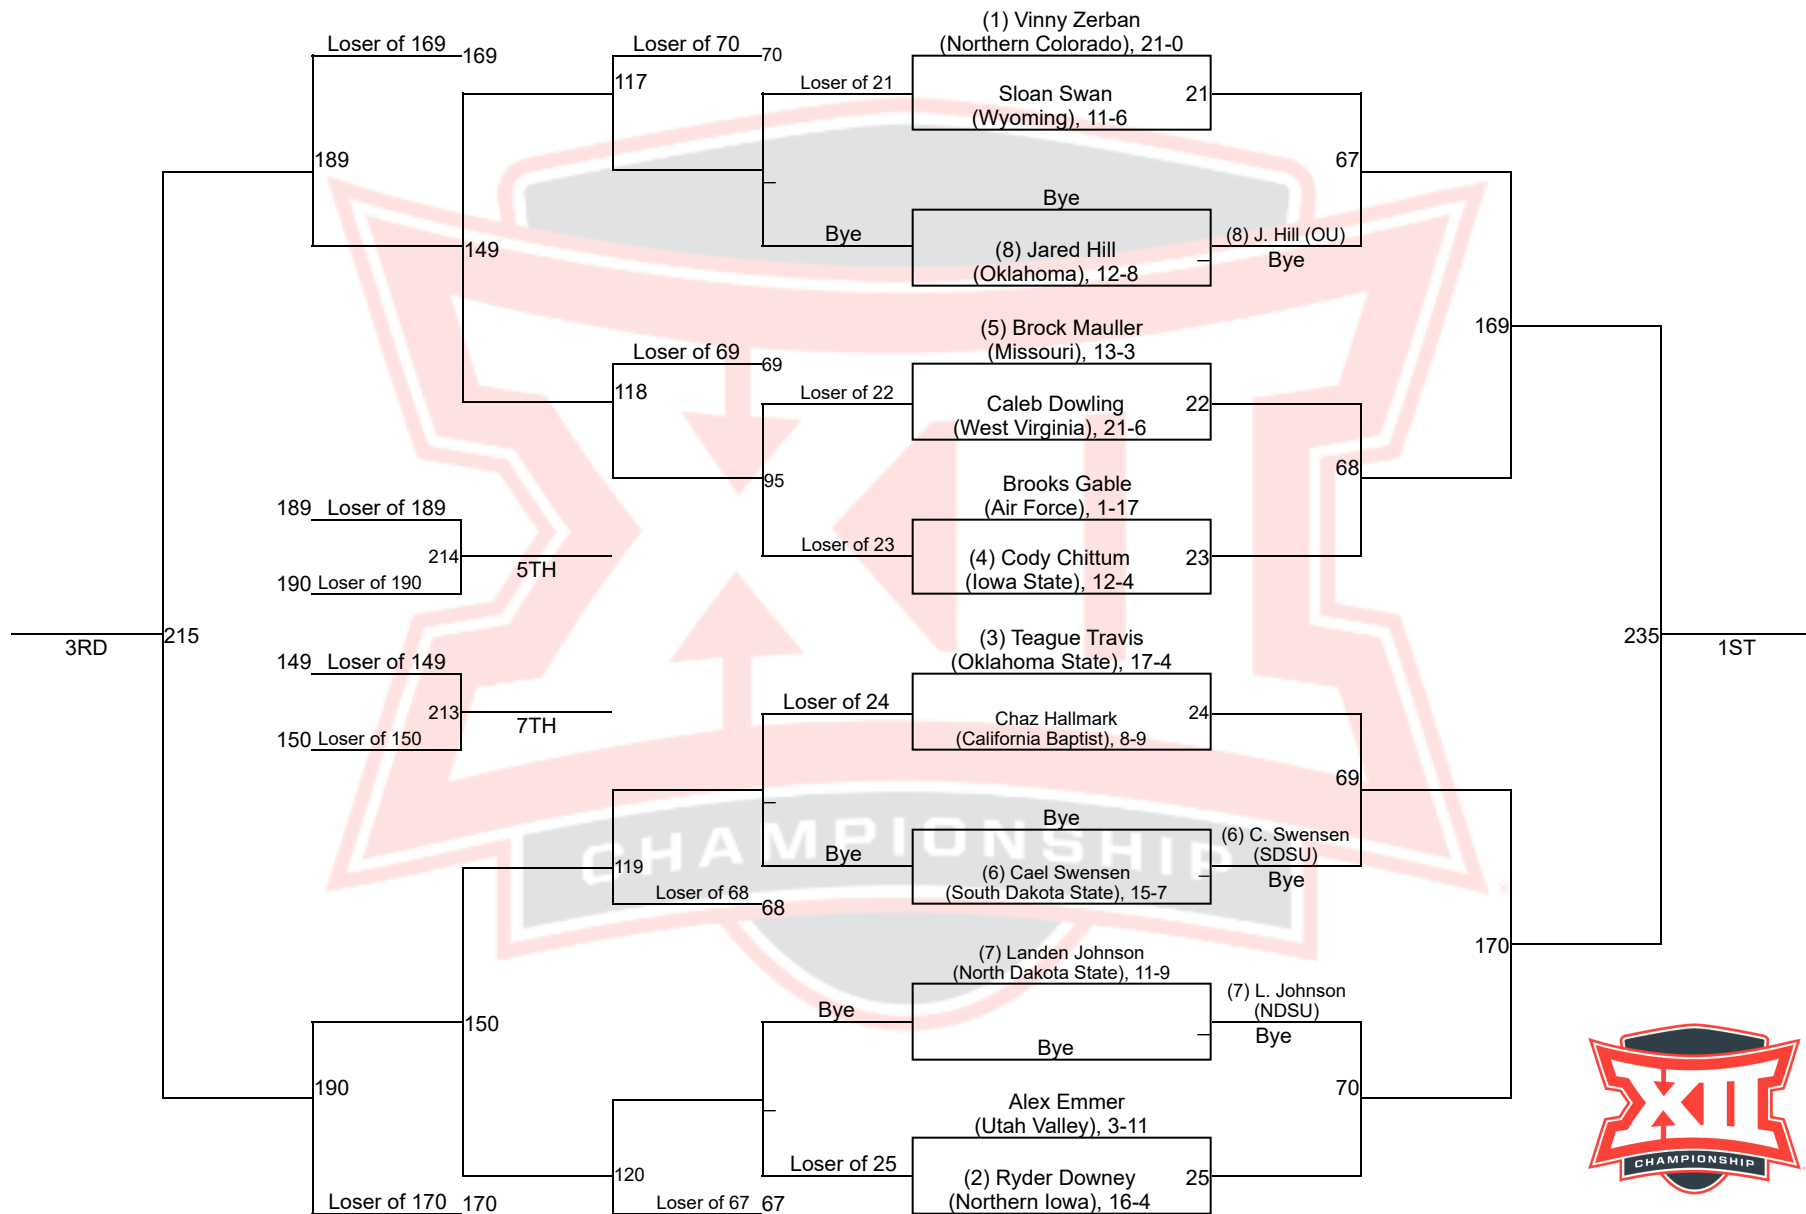 (1) Vinny Zerban
(Northern Colorado), 21-0
Loser of 169
169
Loser of 70
70
117
Loser of 21
Sloan Swan
(Wyoming), 11-6
21
189
67
Bye
Bye
(8) Jared Hill
(Oklahoma), 12-8
(8) J. Hill (OU)
Bye
149
(5) Brock Mauller
(Missouri), 13-3
169
Loser of 69
69
118
Loser of 22
Caleb Dowling
(West Virginia), 21-6
22
68
95
Brooks Gable
(Air Force), 1-17
189
Loser of 189
214
5TH
Loser of 23
(4) Cody Chittum
(Iowa State), 12-4
23
190
Loser of 190
3RD
215
(3) Teague Travis
(Oklahoma State), 17-4
235
1ST
149
Loser of 149
213
7TH
Loser of 24
Chaz Hallmark
(California Baptist), 8-9
24
150
Loser of 150
69
Bye
Bye
(6) Cael Swensen
(South Dakota State), 15-7
(6) C. Swensen
(SDSU)
Bye
CHAMPIONSHIP
119
Loser of 68
68
170
(7) Landen Johnson
(North Dakota State), 11-9
Bye
Bye
(7) L. Johnson
(NDSU)
Bye
150
190
70
Alex Emmer
(Utah Valley), 3-11
Loser of 25
(2) Ryder Downey
(Northern Iowa), 16-4
25
120
Loser of 170
170
Loser of 67
67
XII
CHAMPIONSHIP